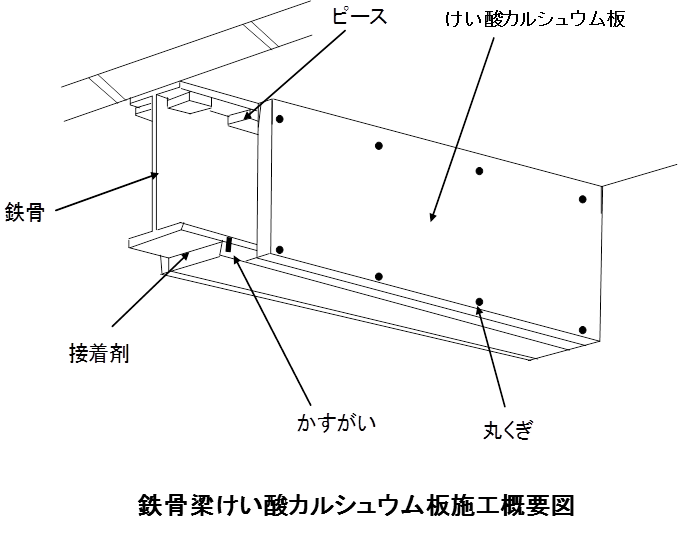 ピース
けい酸カルシュウム板
鉄骨
接着剤
かすがい
丸くぎ
鉄骨梁けい酸カルシュウム板施工概要図